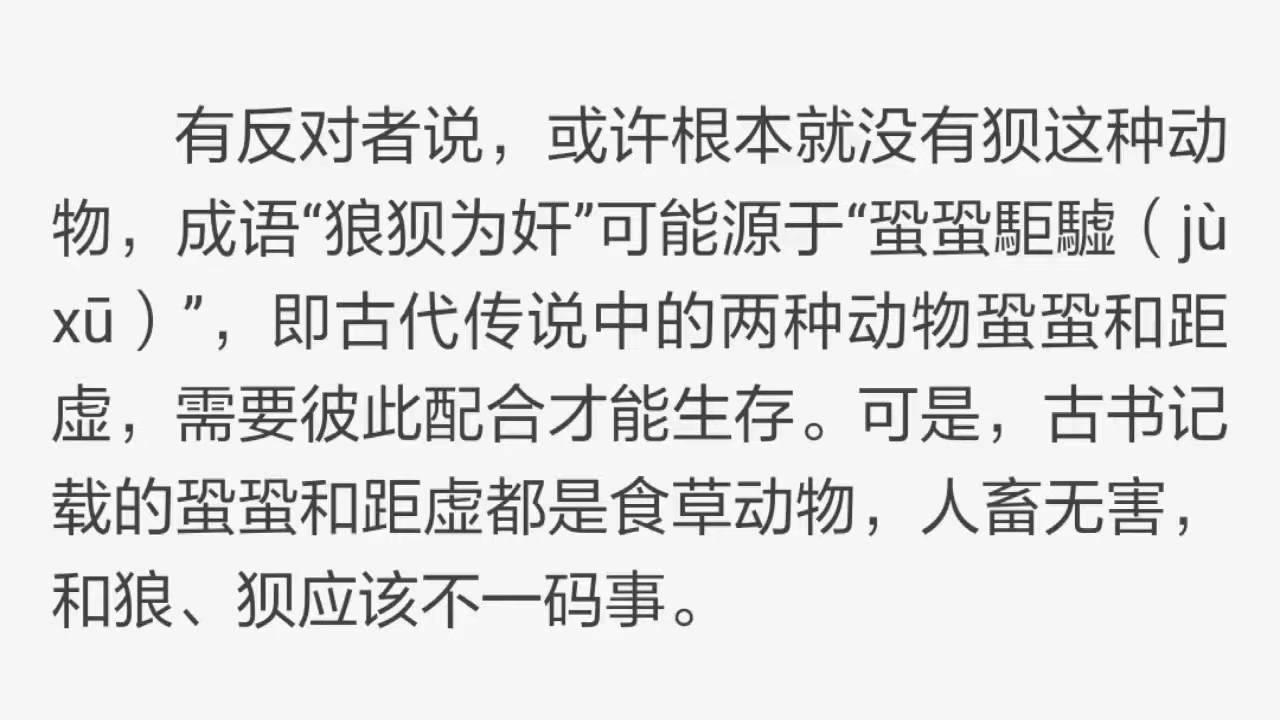 有反对者说，或许根本就没有狈这种动
物，成语“狼狈为奸”可能源于“蛩蛩駏驉（jù
xū）”，即古代传说中的两种动物蛩蛩和距
虚，需要彼此配合才能生存。可是，古书记
载的蛩蛩和距虚都是食草动物，人畜无害，
和狼、狈应该不一码事。